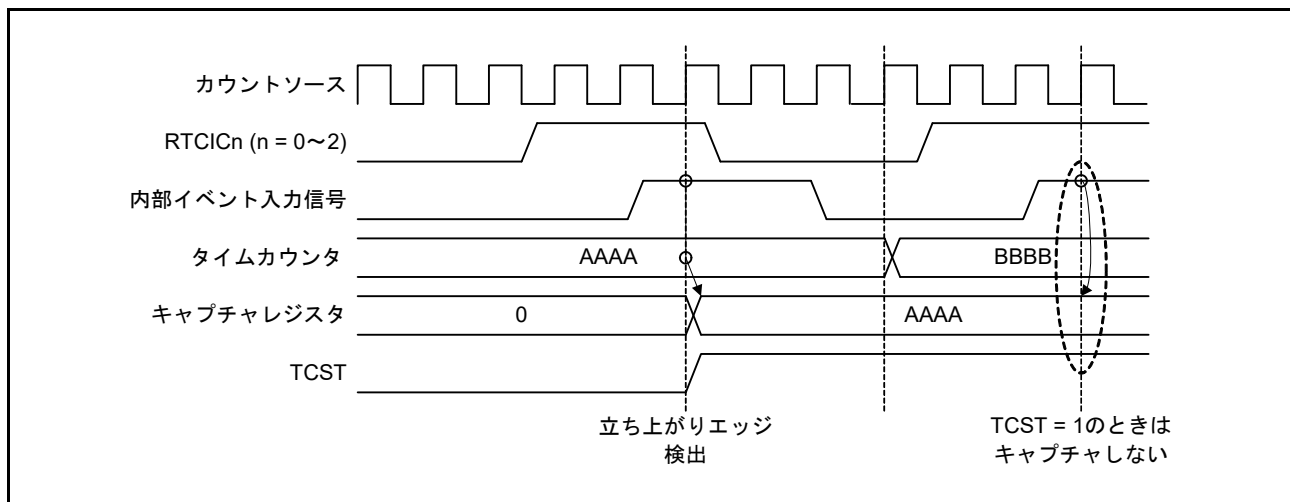 カウントソース
RTCICn (n = 0～2)
内部イベント入力信号
タイムカウンタ
AAAA
BBBB
キャプチャレジスタ
0
AAAA
TCST
立ち上がりエッジ
検出
TCST = 1のときは
キャプチャしない